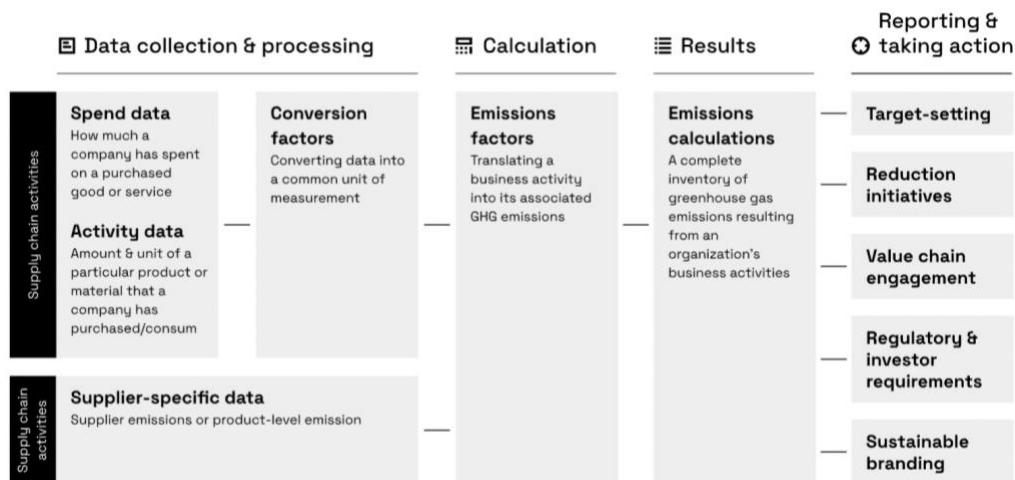 Data collection & processing
Calculation
Results
Reporting &
taking action
Supply chain activities
Spend data
How much a
company has spent
on a purchased
good or service
Activity data
Amount & unit of a
particular product or
material that a
company has
purchased/consum
Conversion
factors
Converting data into
a common unit of
measurement
Emissions
factors
Translating a
business activity
into its associated
GHG emissions
Emissions
calculations
A complete
inventory of
greenhouse gas
emissions resulting
from an
organization's
business activities
Target-setting
Reduction
initiatives
Value chain
engagement
Regulatory &
investor
requirements
Sustainable
branding
Supply chain
activities
Supplier-specific data
Supplier emissions or product-level emission